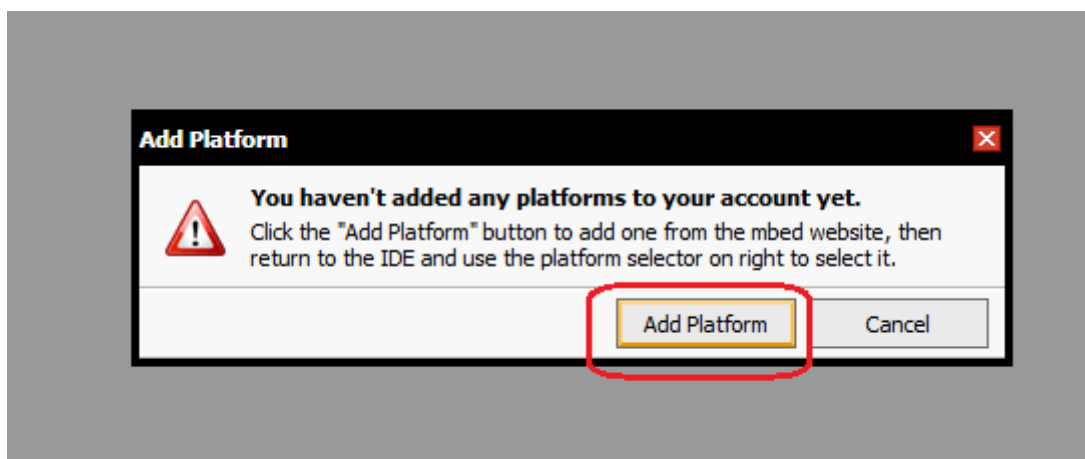 Add Platform
You haven't added any platforms to your account yet.
Click the "Add Platform" button to add one from the mbed website, then
return to the IDE and use the platform selector on right to select it.
Add Platform
Cancel